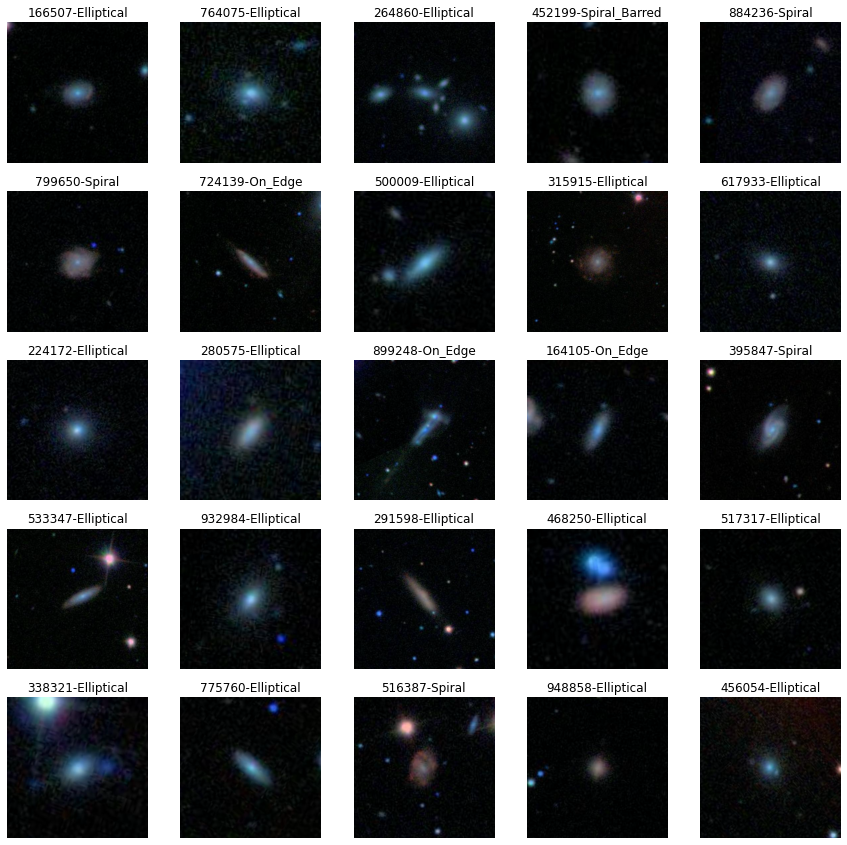 166507-Elliptical
764075-Elliptical
264860-Elliptical
452199-Spiral_Barred
884236-Spiral
799650-Spiral
724139-On_Edge
500009-Elliptical
315915-Elliptical
617933-Elliptical
224172-Elliptical
280575-Elliptical
899248-On_Edge
164105-On_Edge
395847-Spiral
533347-Elliptical
932984-Elliptical
291598-Elliptical
468250-Elliptical
517317-Elliptical
338321-Elliptical
775760-Elliptical
516387-Spiral
948858-Elliptical
456054-Elliptical